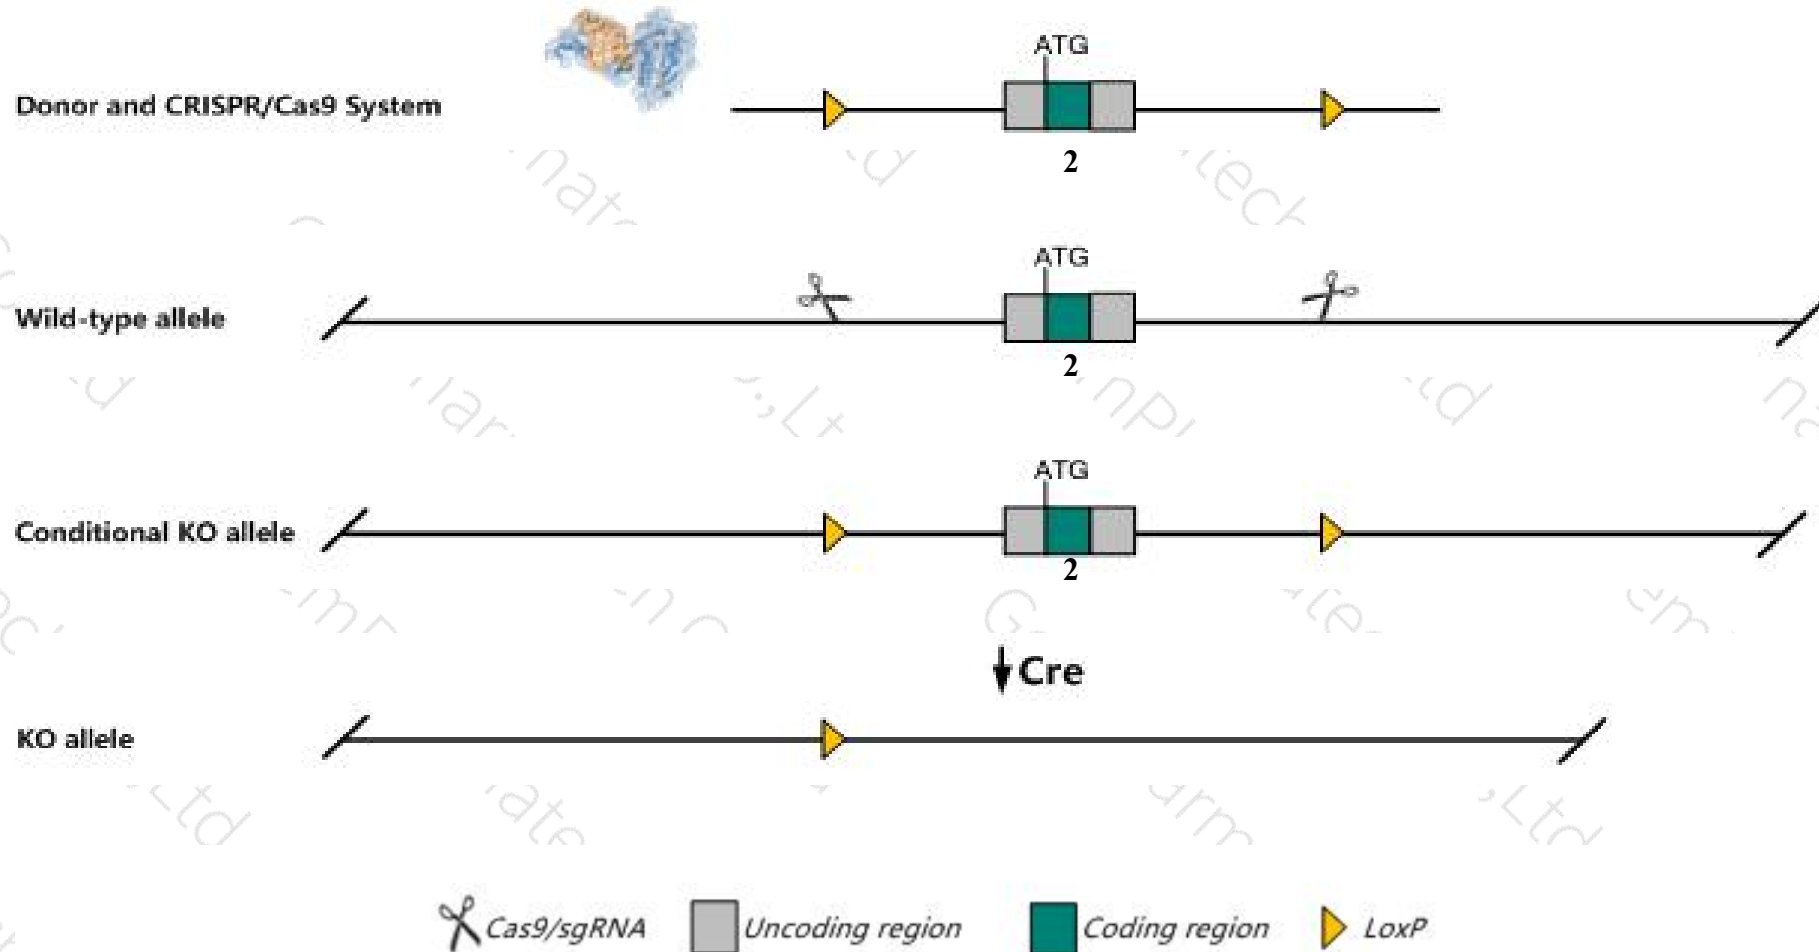 ATG
Donor and CRISPR/Cas9 System
2
ATG
Wild-type allele
2
ATG
Conditional KO allele
2
Cre
KO allele
Cas9/sgRNA Uncoding region Coding region LoxP